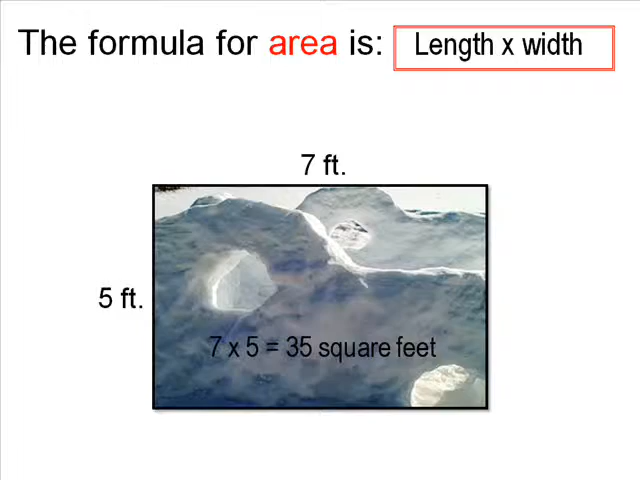 The formula for area is: Length x width
7 ft.
5 ft.
7 x 5 = 35 square feet